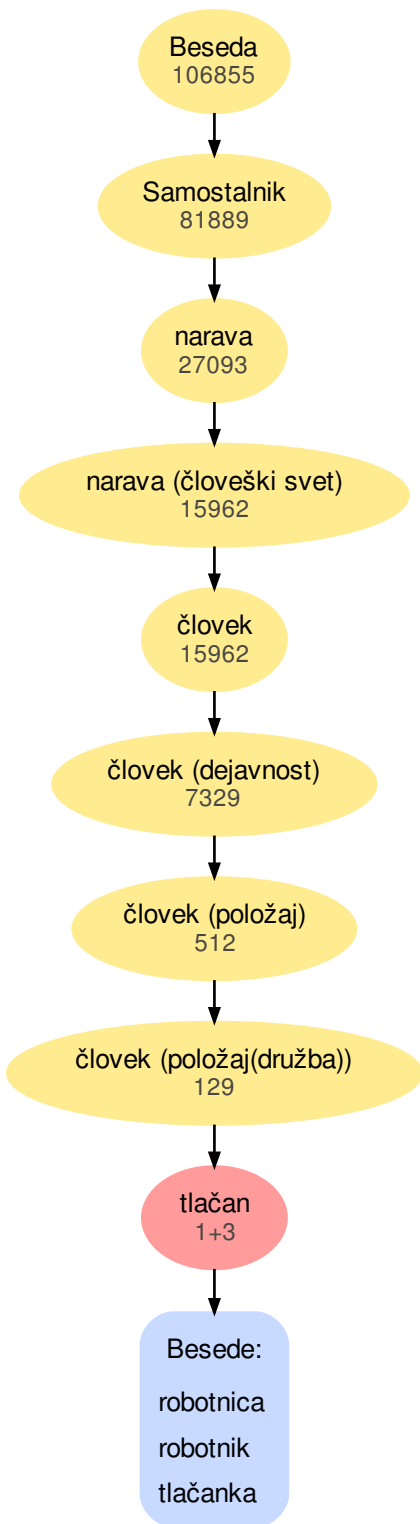 Beseda
106855
Samostalnik
81889
narava
27093
narava (človeški svet)
15962
človek
15962
človek (dejavnost)
7329
človek (položaj)
512
človek (položaj(družba))
129
tlačan
1+3
Besede:
robotnica
robotnik
tlačanka